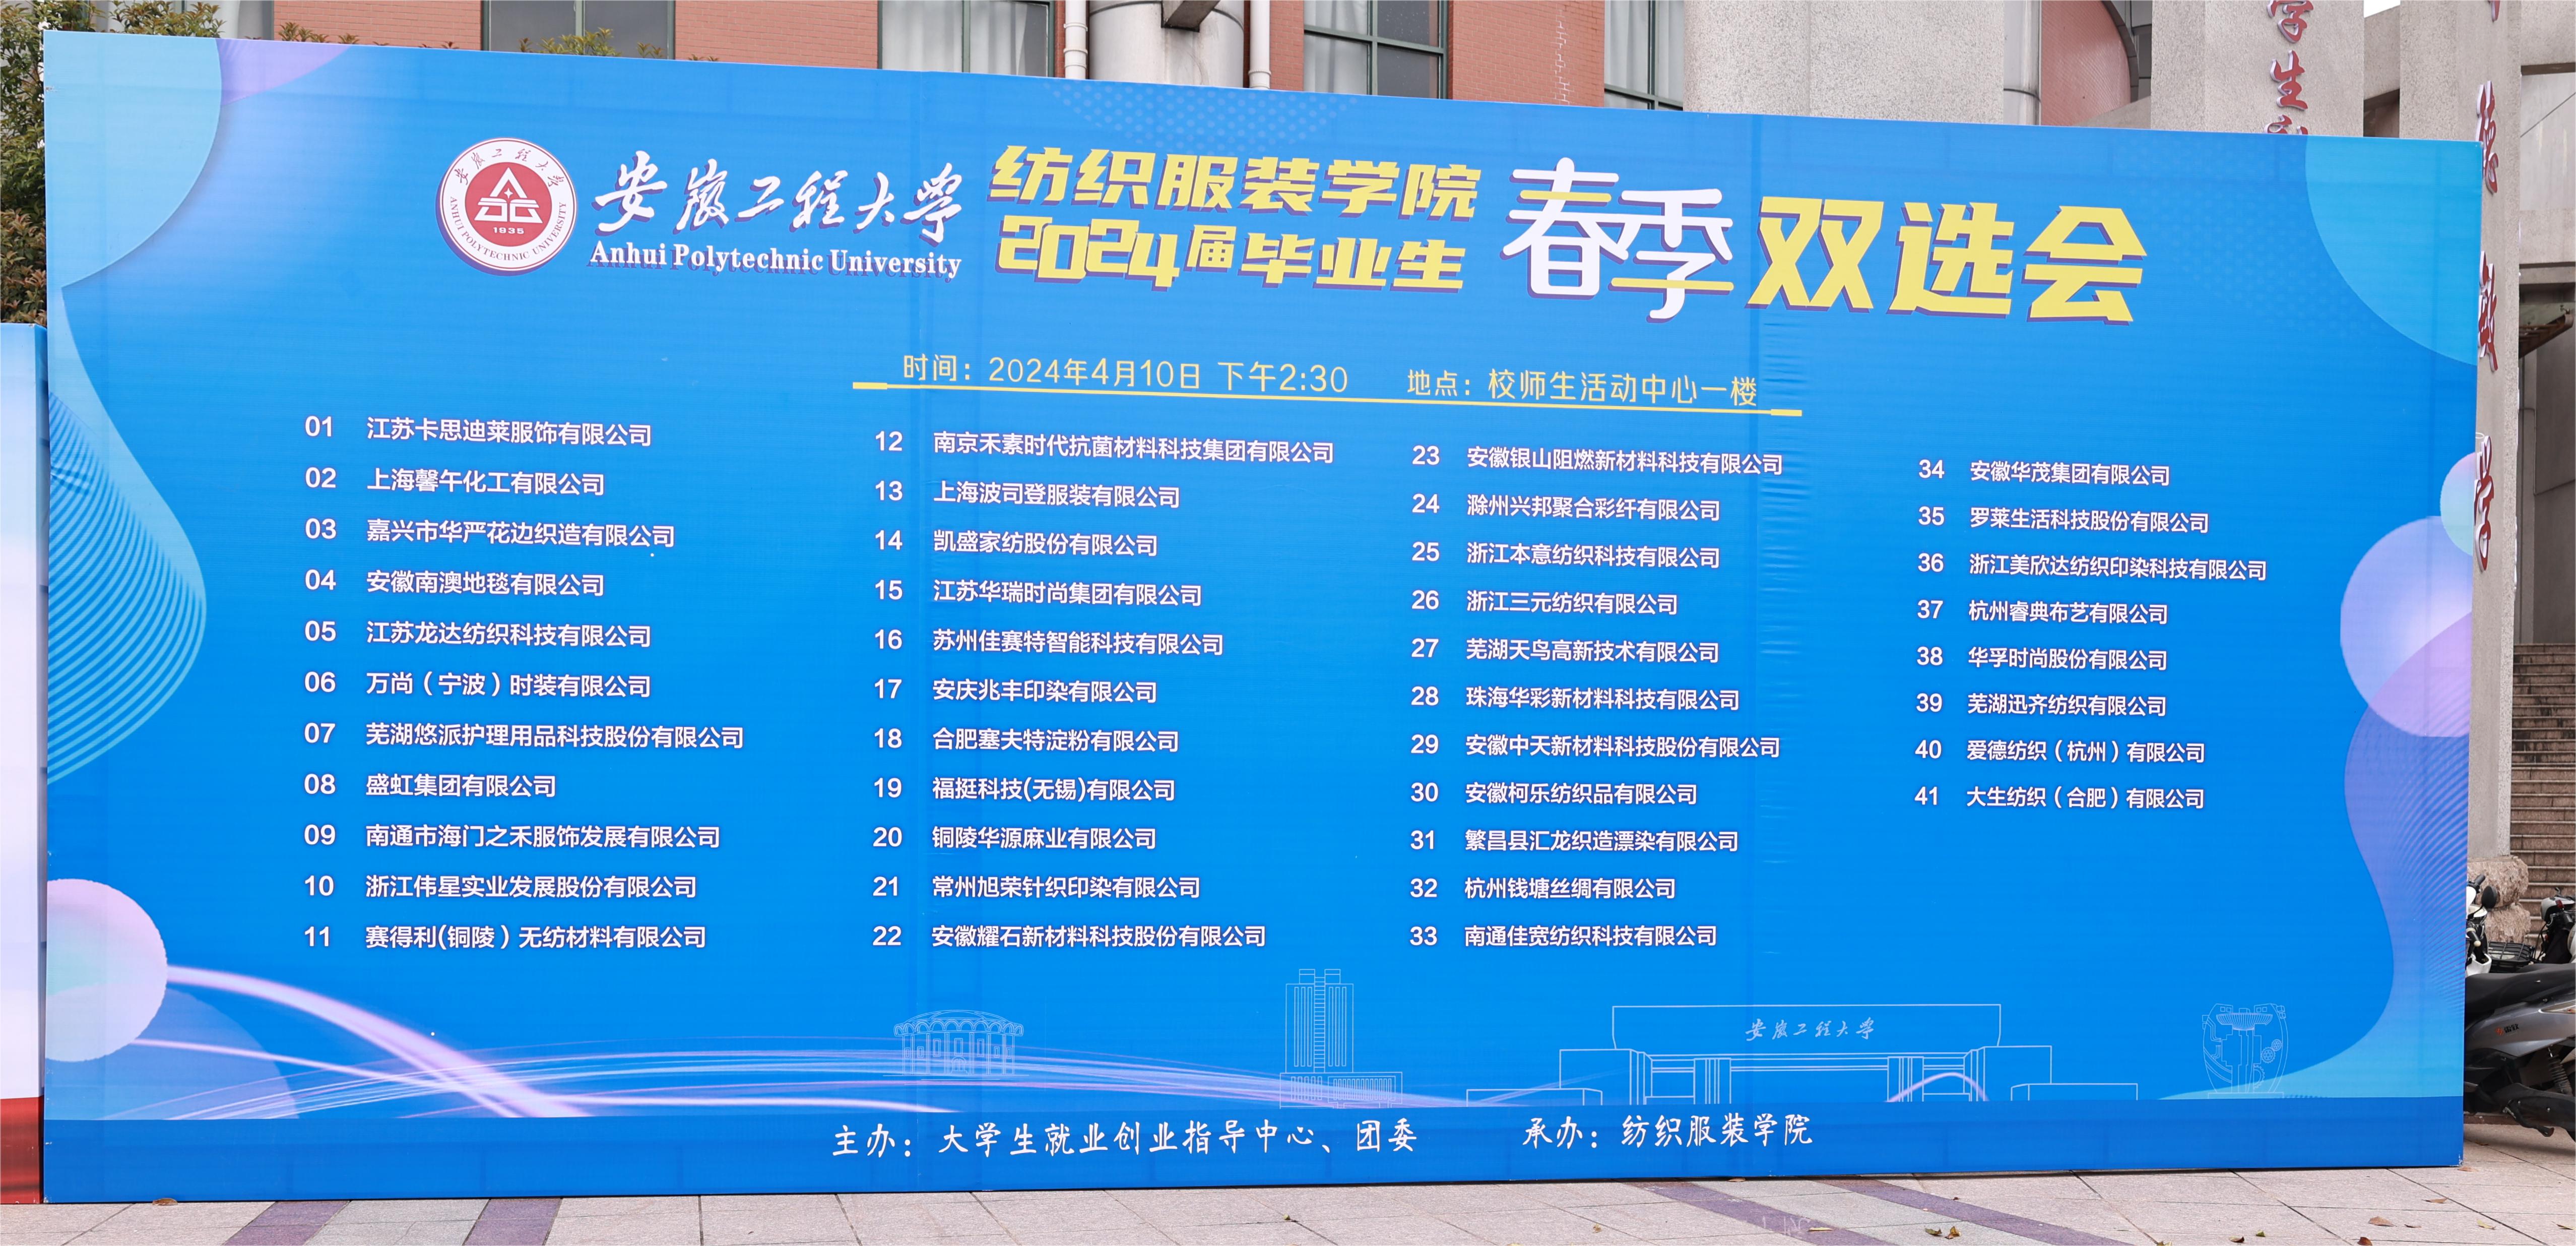 安徽工程大学
ANHUI POLYTECHNIC UNIVERSITY
1935
安徽工程大学
Anhui Polytechnic University
纺织服装学院
2024届毕业生
春季双选会
时间：2024年4月10日 下午2:30 地点：校师生活动中心一楼
01 江苏卡思迪莱服饰有限公司
02 上海馨午化工有限公司
03 嘉兴市华严花边织造有限公司
04 安徽南澳地毯有限公司
05 江苏龙达纺织科技有限公司
06 万尚（宁波）时装有限公司
07 芜湖悠派护理用品科技股份有限公司
08 盛虹集团有限公司
09 南通市海门之禾服饰发展有限公司
10 浙江伟星实业发展股份有限公司
11 赛得利(铜陵）无纺材料有限公司
12 南京禾素时代抗菌材料科技集团有限公司
13 上海波司登服装有限公司
14 凯盛家纺股份有限公司
15 江苏华瑞时尚集团有限公司
16 苏州佳赛特智能科技有限公司
17 安庆兆丰印染有限公司
18 合肥塞夫特淀粉有限公司
19 福挺科技(无锡)有限公司
20 铜陵华源麻业有限公司
21 常州旭荣针织印染有限公司
22 安徽耀石新材料科技股份有限公司
23 安徽银山阻燃新材料科技有限公司
24 滁州兴邦聚合彩纤有限公司
25 浙江本意纺织科技有限公司
26 浙江三元纺织有限公司
27 芜湖天鸟高新技术有限公司
28 珠海华彩新材料科技有限公司
29 安徽中天新材料科技股份有限公司
30 安徽柯乐纺织品有限公司
31 繁昌县汇龙织造漂染有限公司
32 杭州钱塘丝绸有限公司
33 南通佳宽纺织科技有限公司
34 安徽华茂集团有限公司
35 罗莱生活科技股份有限公司
36 浙江美欣达纺织印染科技有限公司
37 杭州睿典布艺有限公司
38 华孚时尚股份有限公司
39 芜湖迅齐纺织有限公司
40 爱德纺织（杭州）有限公司
41 大生纺织（合肥）有限公司
安徽工程大学
主办：大学生就业创业指导中心、团委 承办：纺织服装学院
学生